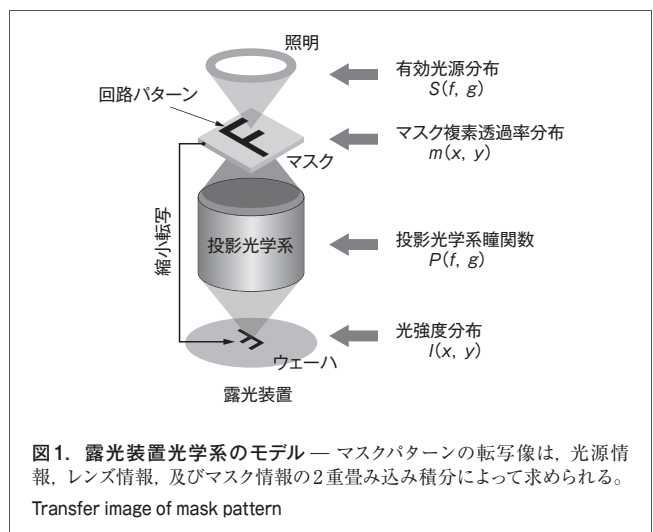 照明
有効光源分布
S(f, g)
回路パターン
マスク複素透過率分布
m(x, y)
マスク
縮小転写
投影光学系
投影光学系瞳関数
P(f, g)
光強度分布
I(x, y)
ウェーハ
露光装置
図1. 露光装置光学系のモデル — マスクパターンの転写像は，光源情
報，レンズ情報，及びマスク情報の2重畳み込み積分によって求められる。
Transfer image of mask pattern